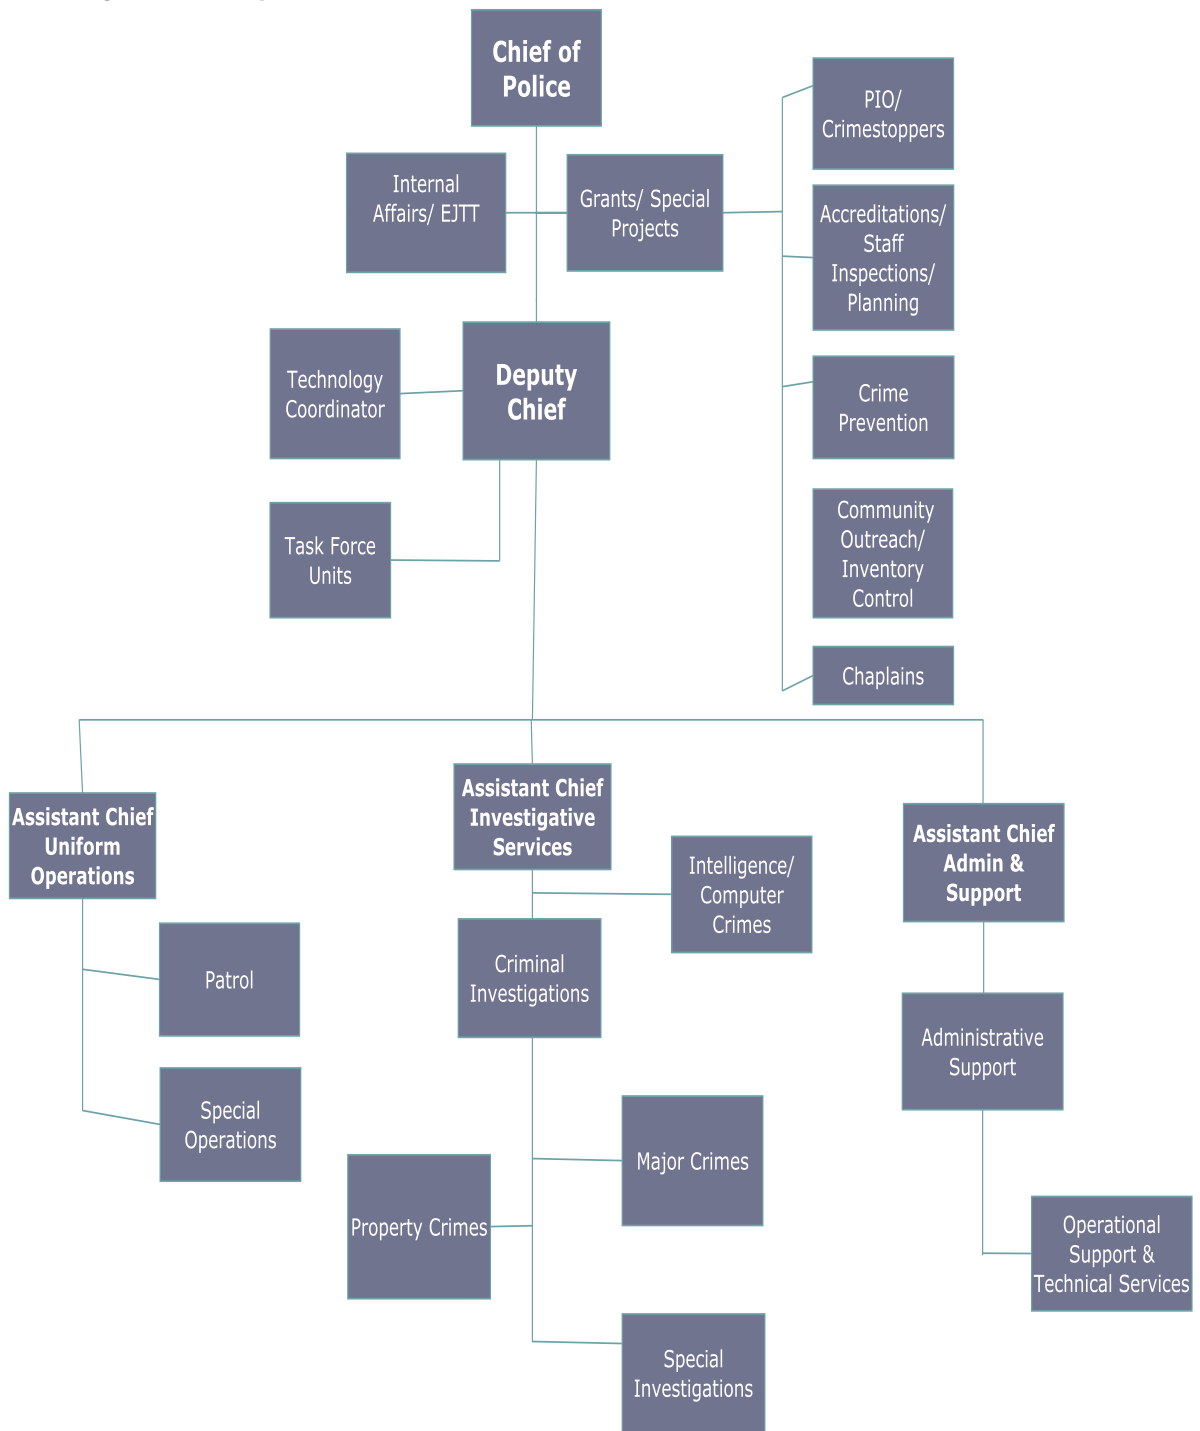 Chief of
Police
PIO/
Crimestoppers
Internal
Affairs/ EJTT
Grants/ Special
Projects
Accreditations/
Staff
Inspections/
Planning
Technology
Coordinator
Deputy
Chief
Crime
Prevention
Task Force
Units
Community
Outreach/
Inventory
Control
Chaplains
Assistant Chief
Uniform
Operations
Assistant Chief
Investigative
Services
Assistant Chief
Admin &
Support
Intelligence/
Computer
Crimes
Patrol
Criminal
Investigations
Administrative
Support
Special
Operations
Major Crimes
Property Crimes
Operational
Support &
Technical Services
Special
Investigations